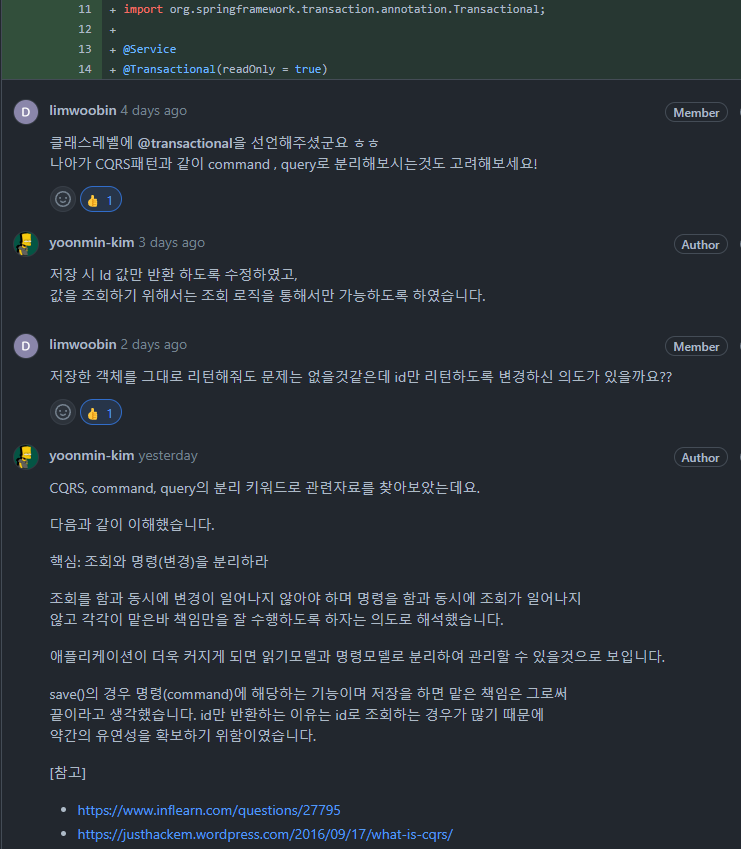 11 + import org.springframework.transaction.annotation.Transactional;
12 +
13 + @Service
14 + @Transactional(readOnly = true)
D limwoobin 4 days ago Member
클래스레벨에 @transactional을 선언해주셨군요 ㅎㅎ
나아가 CQRS패턴과 같이 command , query로 분리해보시는것도 고려해보세요!
👍 1
yoonmin-kim 3 days ago Author
저장 시 Id 값만 반환 하도록 수정하였고,
값을 조회하기 위해서는 조회 로직을 통해서만 가능하도록 하였습니다.
D limwoobin 2 days ago Member
저장한 객체를 그대로 리턴해줘도 문제는 없을것같은데 id만 리턴하도록 변경하신 의도가 있을까요??
👍 1
yoonmin-kim yesterday Author
CQRS, command, query의 분리 키워드로 관련자료를 찾아보았는데요.
다음과 같이 이해했습니다.
핵심: 조회와 명령(변경)을 분리하라
조회를 함과 동시에 변경이 일어나지 않아야 하며 명령을 함과 동시에 조회가 일어나지
않고 각각이 맡은바 책임만을 잘 수행하도록 하자는 의도로 해석했습니다.
애플리케이션이 더욱 커지게 되면 읽기모델과 명령모델로 분리하여 관리할 수 있을것으로 보입니다.
save()의 경우 명령(command)에 해당하는 기능이며 저장을 하면 맡은 책임은 그로써
끝이라고 생각했습니다. id만 반환하는 이유는 id로 조회하는 경우가 많기 때문에
약간의 유연성을 확보하기 위함이였습니다.
[참고]
• https://www.inflearn.com/questions/27795
• https://justhackem.wordpress.com/2016/09/17/what-is-cqrs/